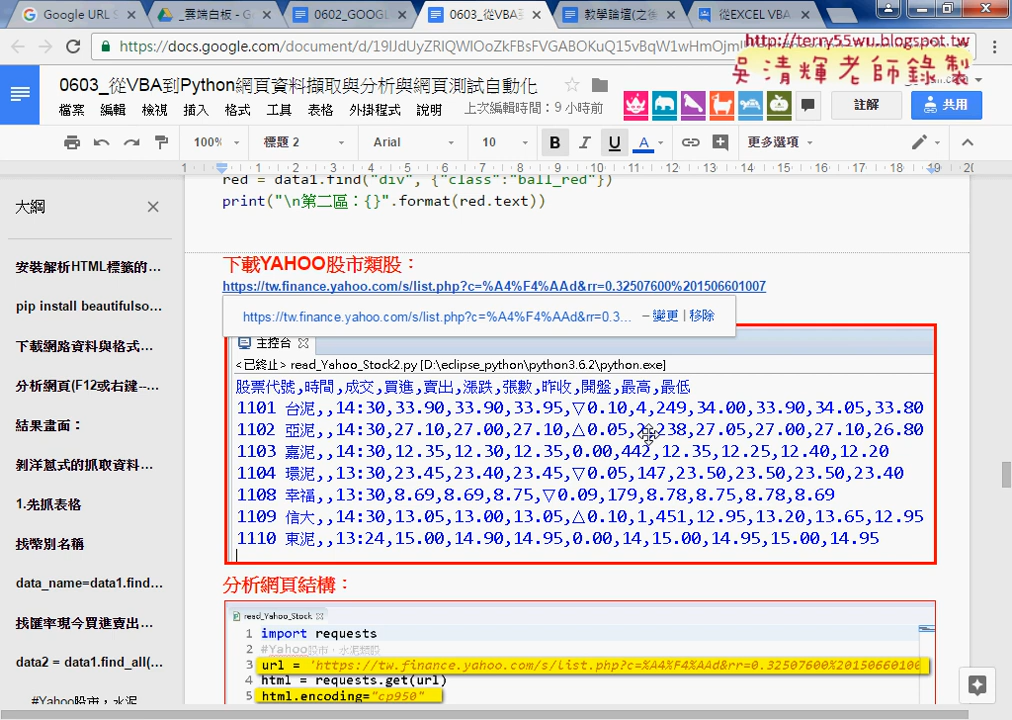 Google URL S
_雲端白板 - G
0602_GOOGL
0603_從VBA至
教學論壇(之後
從EXCEL VBA
https://docs.google.com/document/d/19IJdUyZRlQWIOoZkFBsFVGABOKuQ15vBqW1wHmOjm
http://terry55wu.blogspot.tw
吳清輝老師錄製
0603_從VBA到Python網頁資料擷取與分析與網頁測試自動化
檔案 編輯 檢視 插入 格式 工具 表格 外掛程式 說明 上次編輯時間：9 小時前
註解 共用
100% 標題 2 Arial 10 B I U A 更多選項
大綱
安裝解析HTML標籤的...
pip install beautifulso...
下載網路資料與格式...
分析網頁(F12或右鍵--...
結果畫面：
剝洋蔥式的抓取資料...
1.先抓表格
找幣別名稱
data_name=data1.find...
找匯率現今買進賣出...
data2 = data1.find_all(...
#Yahoo股市，水泥
red = data1.find("div", {"class":"ball_red"})
print("\n第二區：{}".format(red.text))
下載YAHOO股市類股：
https://tw.finance.yahoo.com/s/list.php?c=%A4%F4%AAd&rr=0.32507600%201506601007
https://tw.finance.yahoo.com/s/list.php?c=%A4%F4%AAd&rr=0.3... – 變更 | 移除
主控台
<已終止> read_Yahoo_Stock2.py [D:\eclipse_python\python3.6.2\python.exe]
股票代號,時間,成交,買進,賣出,漲跌,張數,昨收,開盤,最高,最低
1101 台泥,,14:30,33.90,33.90,33.95,▽0.10,4,249,34.00,33.90,34.05,33.80
1102 亞泥,,14:30,27.10,27.00,27.10,△0.05, 238,27.05,27.00,27.10,26.80
1103 嘉泥,,14:30,12.35,12.30,12.35,0.00,442,12.35,12.25,12.40,12.20
1104 環泥,,14:30,23.45,23.40,23.45,▽0.05,147,23.50,23.50,23.50,23.40
1108 幸福,,13:30,8.69,8.69,8.75,▽0.09,179,8.78,8.75,8.78,8.69
1109 信大,,14:30,13.05,13.00,13.05,△0.10,1,451,12.95,13.20,13.65,12.95
1110 東泥,,13:24,15.00,14.90,14.95,0.00,14,15.00,14.95,15.00,14.95
分析網頁結構：
read_Yahoo_Stock
1 import requests
2 #Yahoo股市，水泥類股
3 url = 'https://tw.finance.yahoo.com/s/list.php?c=%A4%F4%AAd&rr=0.32507600%20150660100
4 html = requests.get(url)
5 html.encoding="cp950"